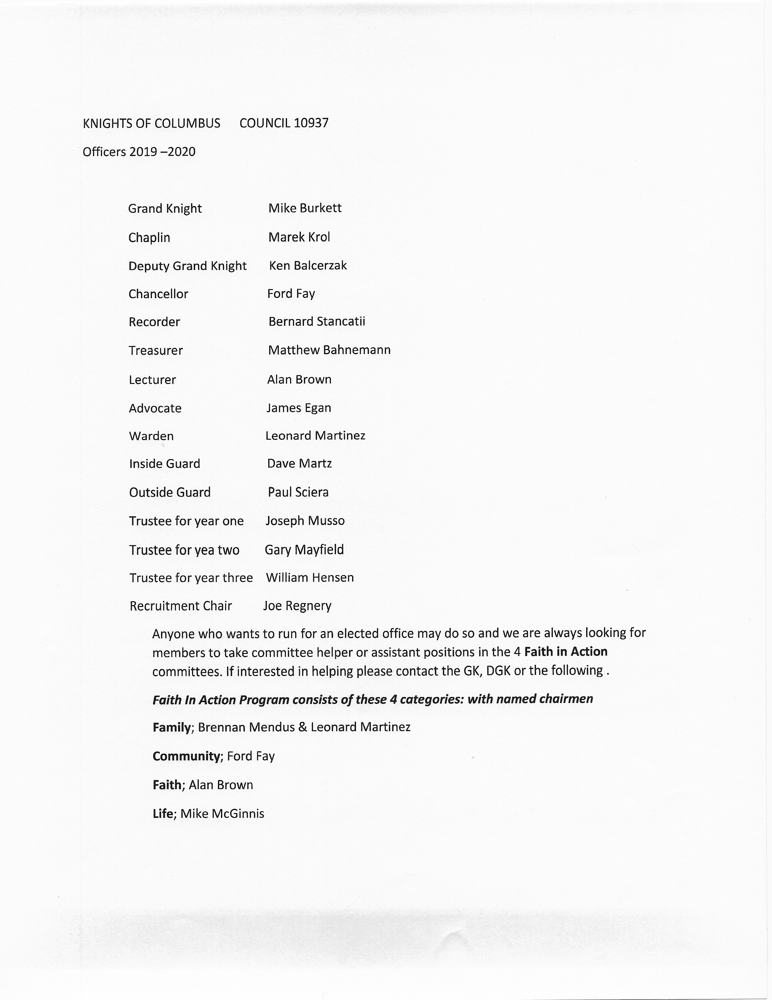 KNIGHTS OF COLUMBUS COUNCIL 10937
Officers 2019 –2020
Grand Knight Mike Burkett
Chaplin Marek Krol
Deputy Grand Knight Ken Balcerzak
Chancellor Ford Fay
Recorder Bernard Stancatii
Treasurer Matthew Bahnemann
Lecturer Alan Brown
Advocate James Egan
Warden Leonard Martinez
Inside Guard Dave Martz
Outside Guard Paul Sciera
Trustee for year one Joseph Musso
Trustee for yea two Gary Mayfield
Trustee for year three William Hensen
Recruitment Chair Joe Regnery
Anyone who wants to run for an elected office may do so and we are always looking for
members to take committee helper or assistant positions in the 4 Faith in Action
committees. If interested in helping please contact the GK, DGK or the following .
Faith In Action Program consists of these 4 categories: with named chairmen
Family; Brennan Mendus & Leonard Martinez
Community; Ford Fay
Faith; Alan Brown
Life; Mike McGinnis